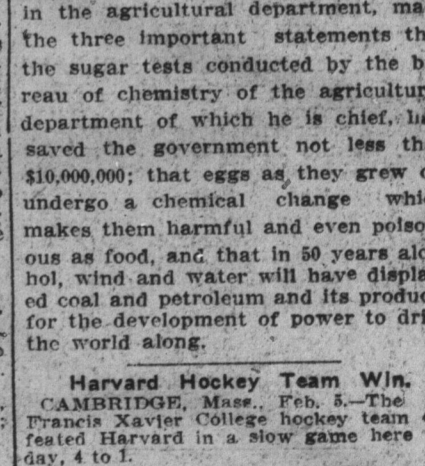 in the agricultural department, ma
the three important statements th
the sugar tests conducted by the b
reau of chemistry of the agricultur
department of which he is chief, ha
saved the government not less tha
$10,000,000; that eggs as they grew o
undergo a chemical change whi
makes them harmful and even poiso
ous as food, and that in 50 years alc
hol, wind and water will have displa
ed coal and petroleum and its produc
for the development of power to dri
the world along.
Harvard Hockey Team Win.
CAMBRIDGE, Mass., Feb. 5.—The
Francis Xavier College hockey team
feated Harvard in a slow game here
day, 4 to 1.